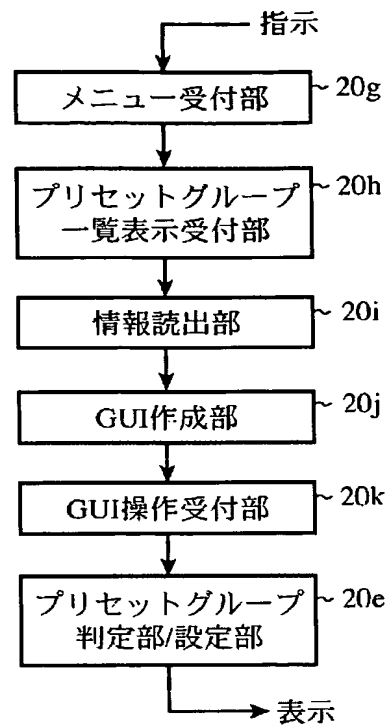 指示
メニュー受付部 ~20g
プリセットグループ ~20h
一覧表示受付部
情報読出部 ~20i
GUI作成部 ~20j
GUI操作受付部 ~20k
プリセットグループ ~20e
判定部/設定部
表示